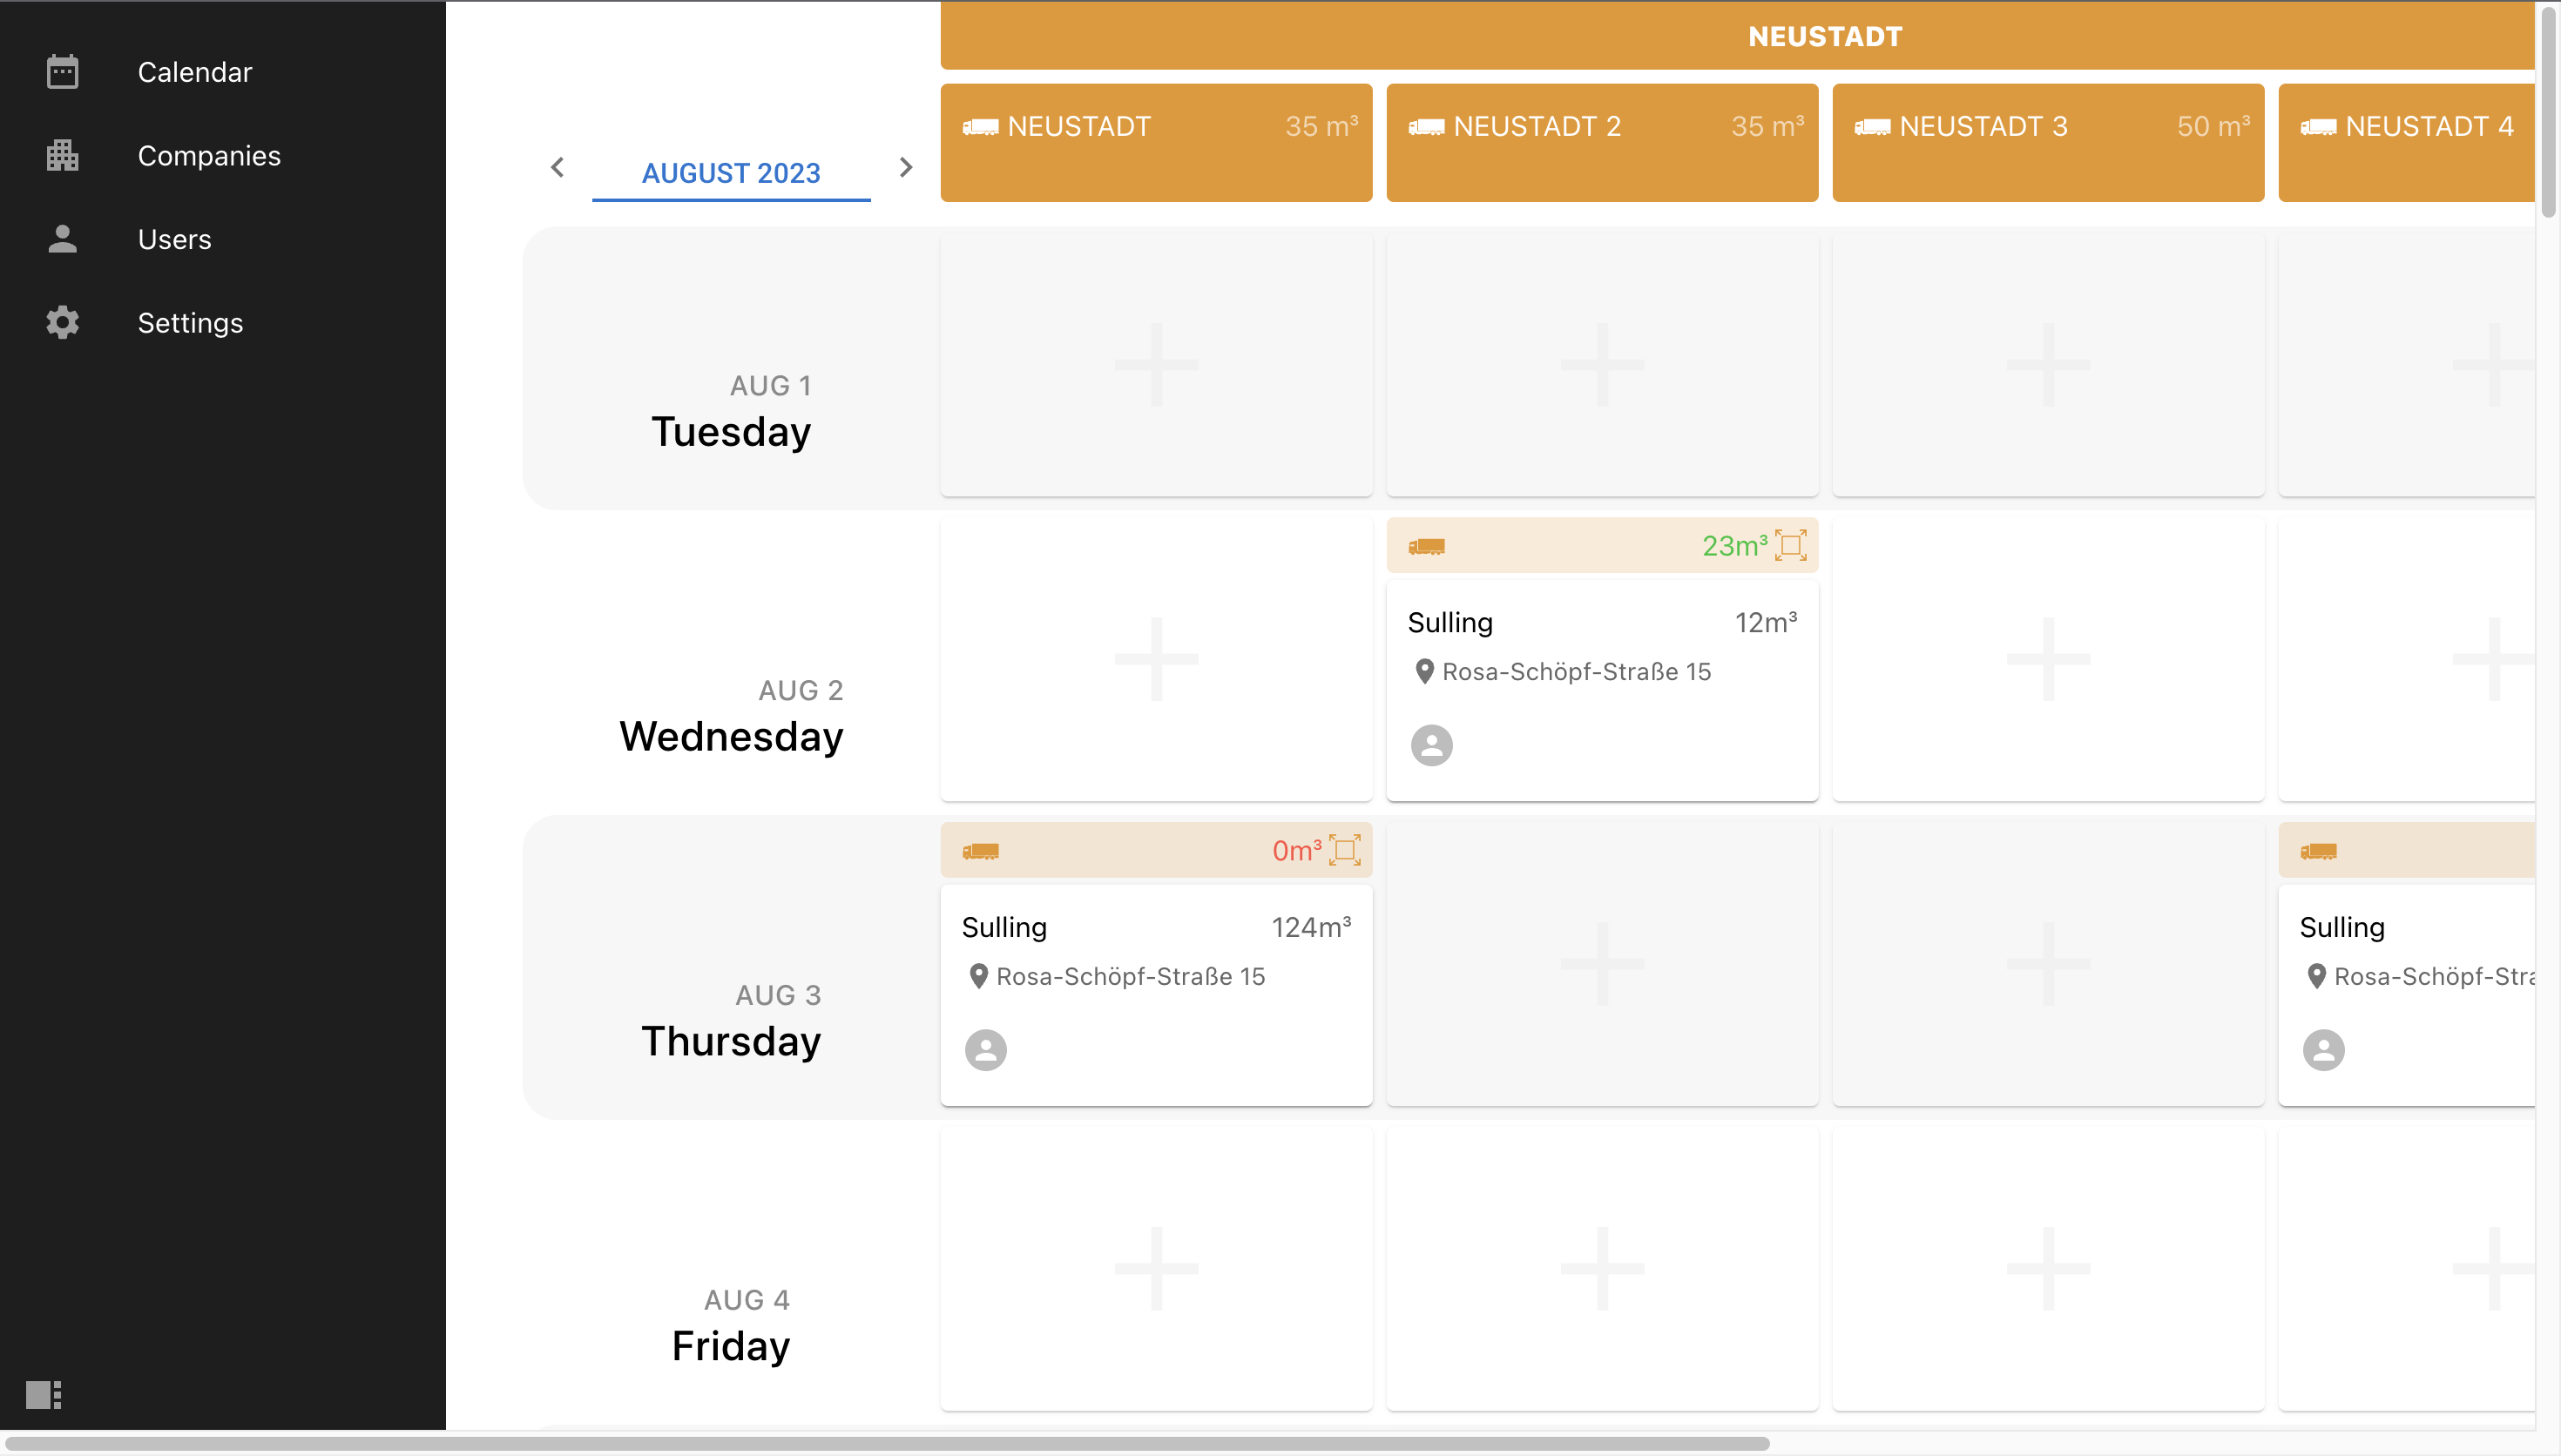 Calendar
Companies
Users
Settings
NEUSTADT
NEUSTADT 35 m³
NEUSTADT 2 35 m³
NEUSTADT 3 50 m³
NEUSTADT 4
AUGUST 2023
AUG 1
Tuesday
AUG 2
Wednesday
23m³
Sulling 12m³
Rosa-Schöpf-Straße 15
AUG 3
Thursday
0m³
Sulling 124m³
Rosa-Schöpf-Straße 15
Sulling
Rosa-Schöpf-Stra
AUG 4
Friday